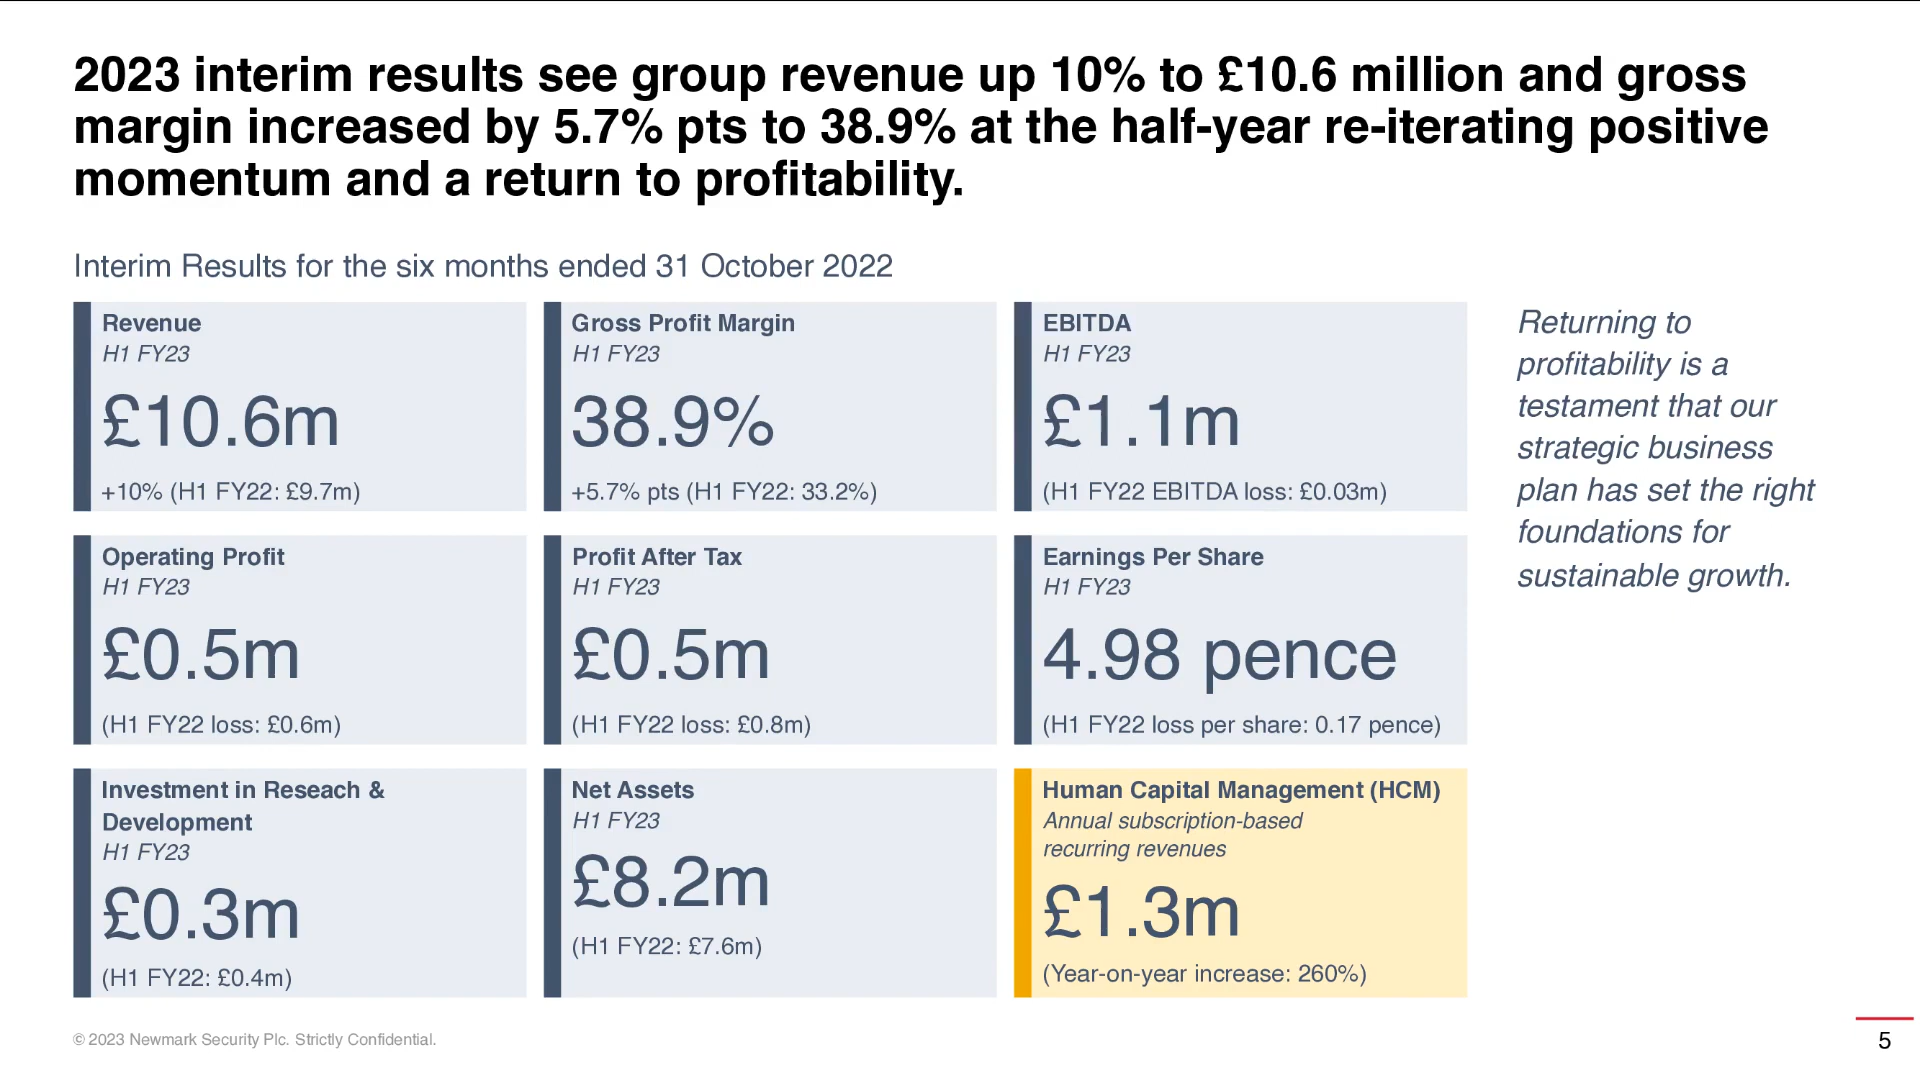 2023 interim results see group revenue up 10% to £10.6 million and gross
margin increased by 5.7% pts to 38.9% at the half-year re-iterating positive
momentum and a return to profitability.
Interim Results for the six months ended 31 October 2022
Revenue
H1 FY23
£10.6m
+10% (H1 FY22: £9.7m)
Gross Profit Margin
H1 FY23
38.9%
+5.7% pts (H1 FY22: 33.2%)
EBITDA
H1 FY23
£1.1m
(H1 FY22 EBITDA loss: £0.03m)
Operating Profit
H1 FY23
£0.5m
(H1 FY22 loss: £0.6m)
Profit After Tax
H1 FY23
£0.5m
(H1 FY22 loss: £0.8m)
Earnings Per Share
H1 FY23
4.98 pence
(H1 FY22 loss per share: 0.17 pence)
Investment in Reseach &
Development
H1 FY23
£0.3m
(H1 FY22: £0.4m)
Net Assets
H1 FY23
£8.2m
(H1 FY22: £7.6m)
Human Capital Management (HCM)
Annual subscription-based
recurring revenues
£1.3m
(Year-on-year increase: 260%)
Returning to
profitability is a
testament that our
strategic business
plan has set the right
foundations for
sustainable growth.
© 2023 Newmark Security Plc. Strictly Confidential.
5